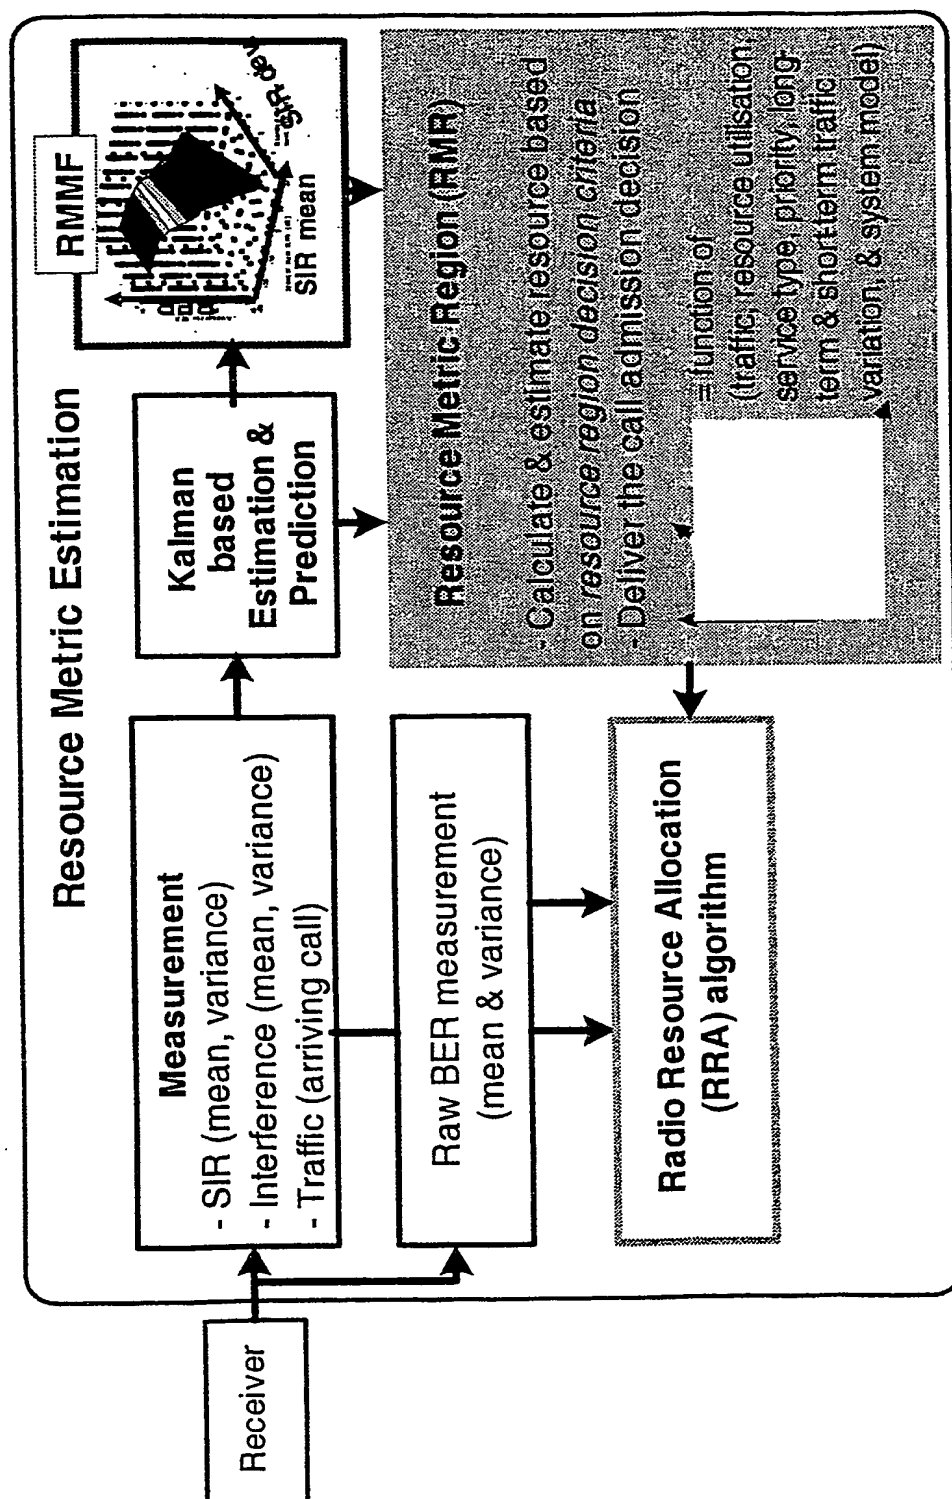 Resource Metric Estimation
Receiver
Measurement
- SIR (mean, variance)
- Interference (mean, variance)
- Traffic (arriving call)
Kalman
based
Estimation &
Prediction
RMMF
SIR mean
SIR dev.
Raw BER measurement
(mean & variance)
Resource Metric Region (RMR)
- Calculate & estimate resource based
on resource region decision criteria
- Deliver the call admission decision
= function of
(traffic, resource utilisation,
service type, priority, long-
term & short-term traffic
variation, & system model)
Radio Resource Allocation
(RRA) algorithm